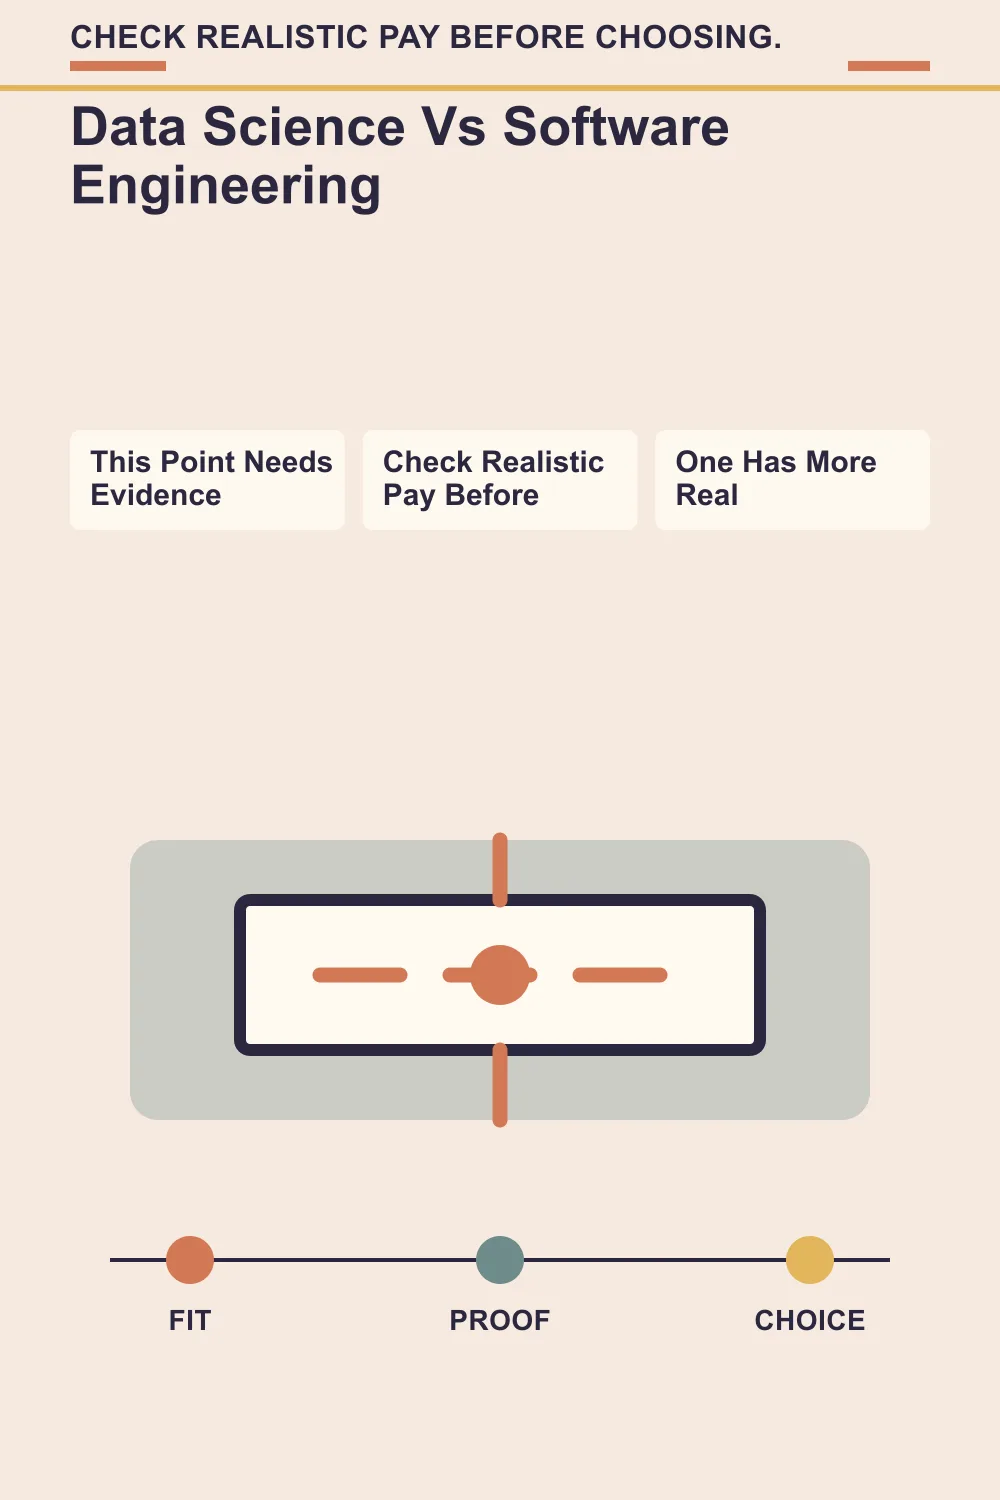 CHECK REALISTIC PAY BEFORE CHOOSING.
Data Science Vs Software
Engineering
This Point Needs
Evidence
Check Realistic
Pay Before
One Has More
Real
FIT
PROOF
CHOICE